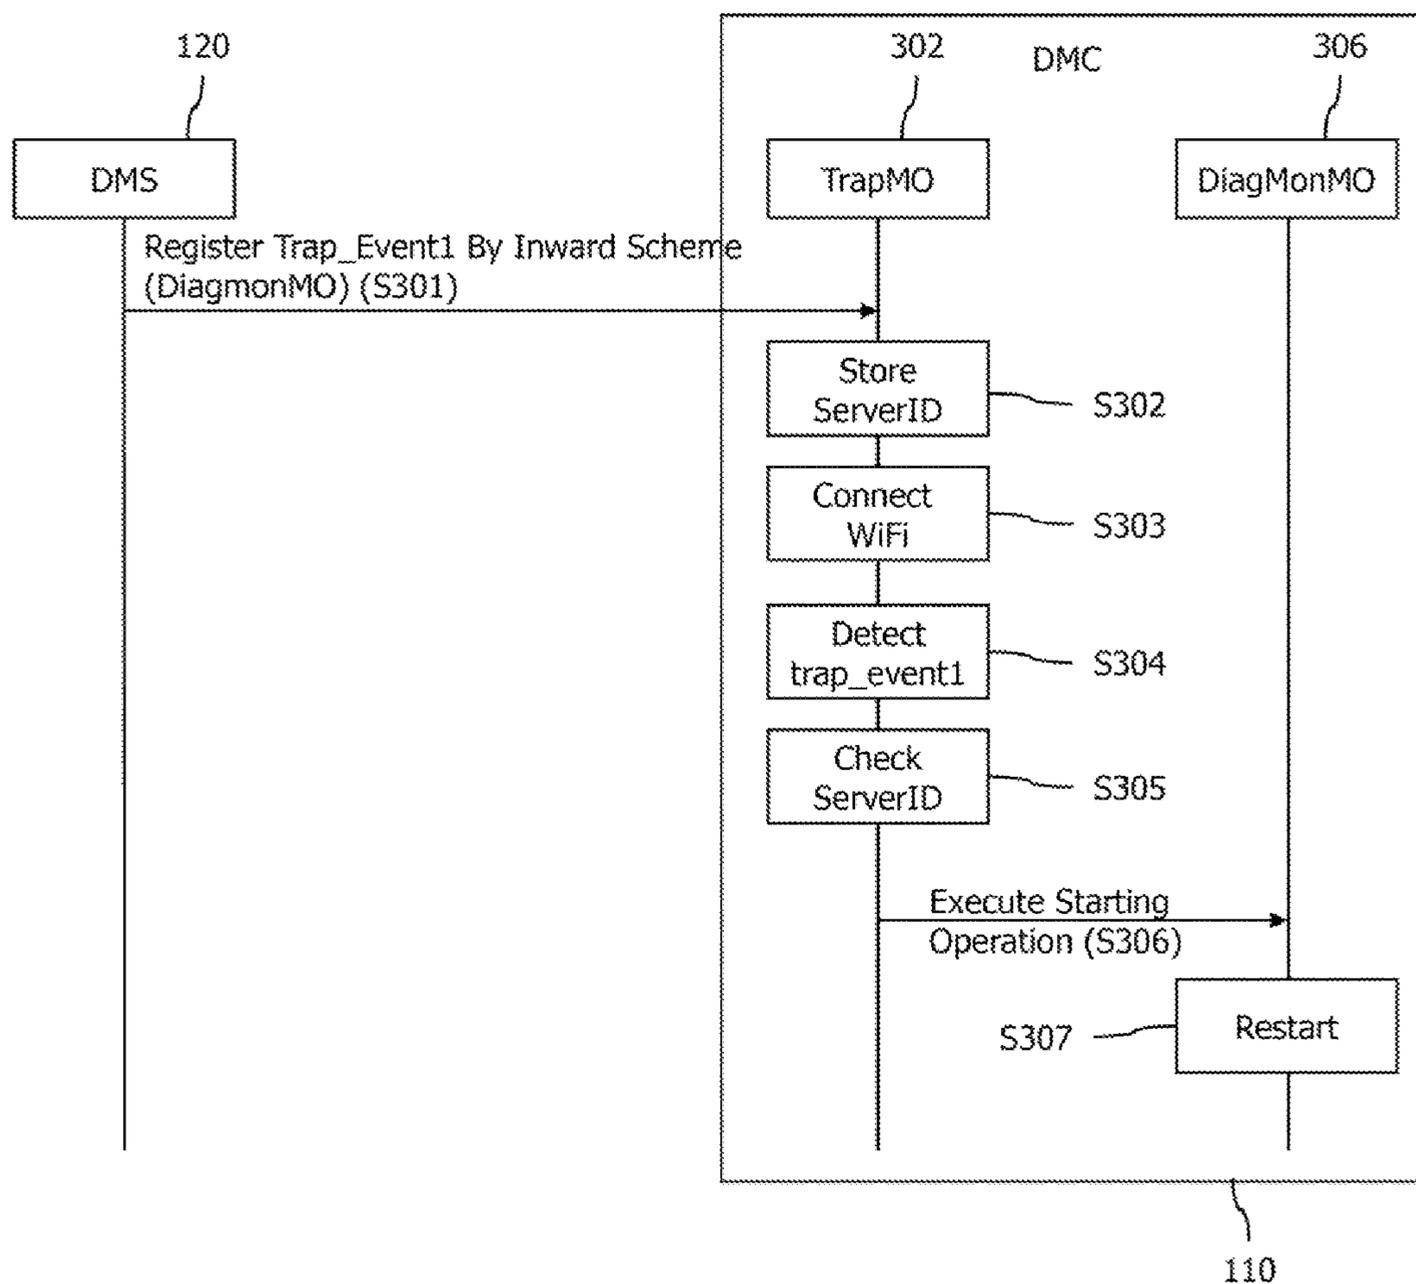 120
302
DMC
306
DMS
TrapMO
DiagMonMO
Register Trap_Event1 By Inward Scheme
(DiagmonMO) (S301)
Store
ServerID
S302
Connect
WiFi
S303
Detect
trap_event1
S304
Check
ServerID
S305
Execute Starting
Operation (S306)
S307
Restart
110